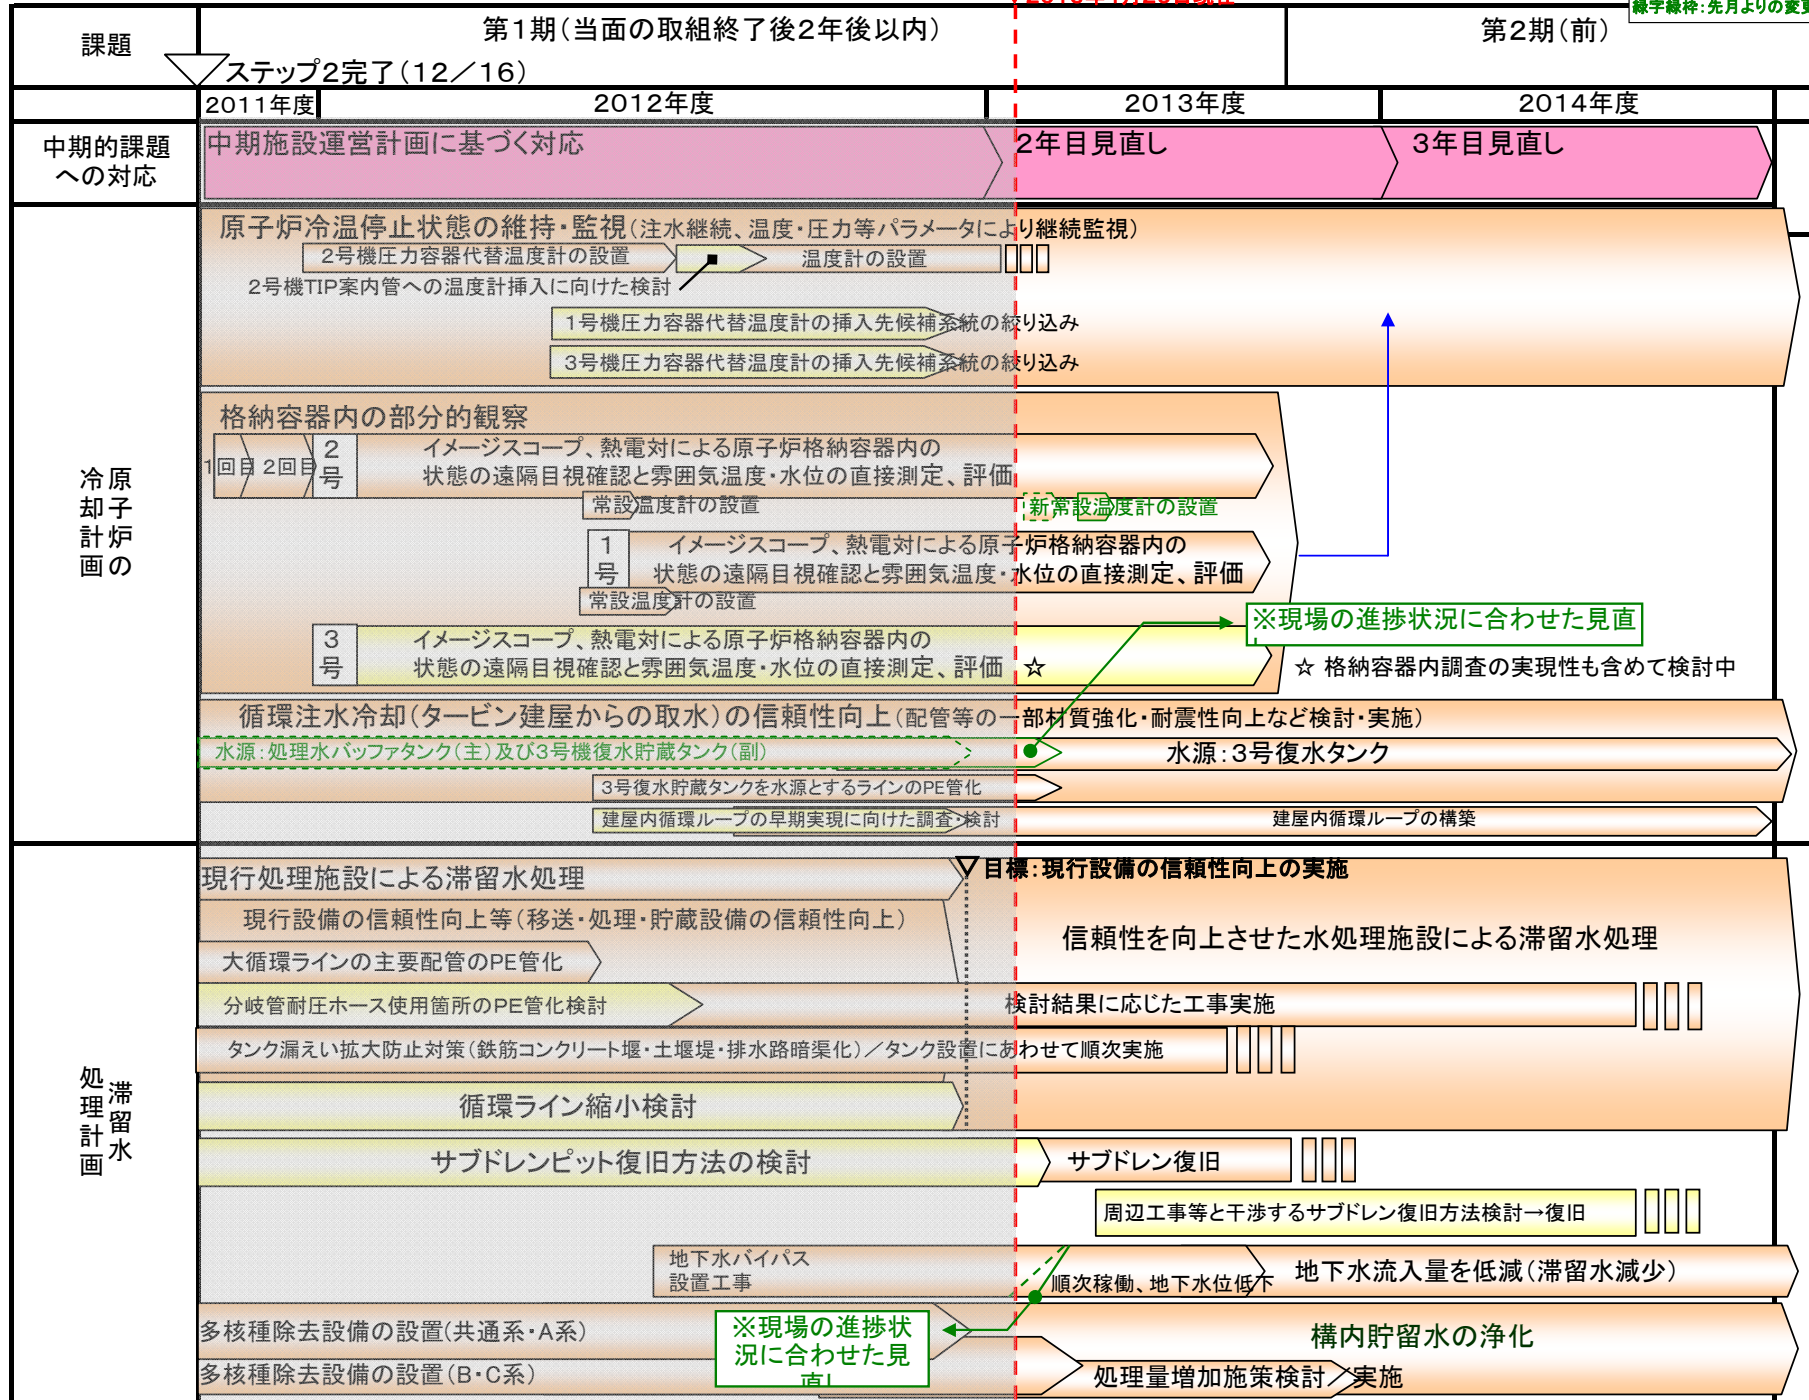 課題
第1期(当面の取組終了後2年後以内)
第2期(前)
緑字緑枠:先月よりの変更
ステップ2完了(12/16)
2011年度
2012年度
2013年度
2014年度
中期的課題
への対応
中期施設運営計画に基づく対応
2年目見直し
3年目見直し
原子炉の
冷却計画
原子炉冷温停止状態の維持・監視(注水継続、温度・圧力等パラメータにより継続監視)
2号機圧力容器代替温度計の設置
温度計の設置
2号機TIP案内管への温度計挿入に向けた検討
1号機圧力容器代替温度計の挿入先候補系統の絞り込み
3号機圧力容器代替温度計の挿入先候補系統の絞り込み
格納容器内の部分的観察
1回目
2回目
2号
イメージスコープ、熱電対による原子炉格納容器内の
状態の遠隔目視確認と雰囲気温度・水位の直接測定、評価
常設温度計の設置
新常設温度計の設置
1号
イメージスコープ、熱電対による原子炉格納容器内の
状態の遠隔目視確認と雰囲気温度・水位の直接測定、評価
常設温度計の設置
※現場の進捗状況に合わせた見直
3号
イメージスコープ、熱電対による原子炉格納容器内の
状態の遠隔目視確認と雰囲気温度・水位の直接測定、評価 ☆
☆ 格納容器内調査の実現性も含めて検討中
循環注水冷却(タービン建屋からの取水)の信頼性向上(配管等の一部材質強化・耐震性向上など検討・実施)
水源:処理水バッファタンク(主)及び3号機復水貯蔵タンク(副)
水源:3号復水タンク
3号復水貯蔵タンクを水源とするラインのPE管化
建屋内循環ループの早期実現に向けた調査・検討
建屋内循環ループの構築
滞留水
処理計画
現行処理施設による滞留水処理
目標:現行設備の信頼性向上の実施
現行設備の信頼性向上等(移送・処理・貯蔵設備の信頼性向上)
信頼性を向上させた水処理施設による滞留水処理
大循環ラインの主要配管のPE管化
分岐管耐圧ホース使用箇所のPE管化検討
検討結果に応じた工事実施
タンク漏えい拡大防止対策(鉄筋コンクリート堰・土堰堤・排水路暗渠化)/タンク設置にあわせて順次実施
循環ライン縮小検討
サブドレンピット復旧方法の検討
サブドレン復旧
周辺工事等と干渉するサブドレン復旧方法検討→復旧
地下水バイパス
設置工事
順次稼働、地下水位低下
地下水流入量を低減(滞留水減少)
多核種除去設備の設置(共通系・A系)
※現場の進捗状
況に合わせた見
構内貯留水の浄化
多核種除去設備の設置(B・C系)
処理量増加施策検討/実施